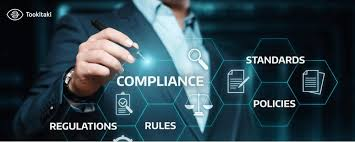 Tookitaki
COMPLIANCE
STANDARDS
POLICIES
REGULATIONS
RULES